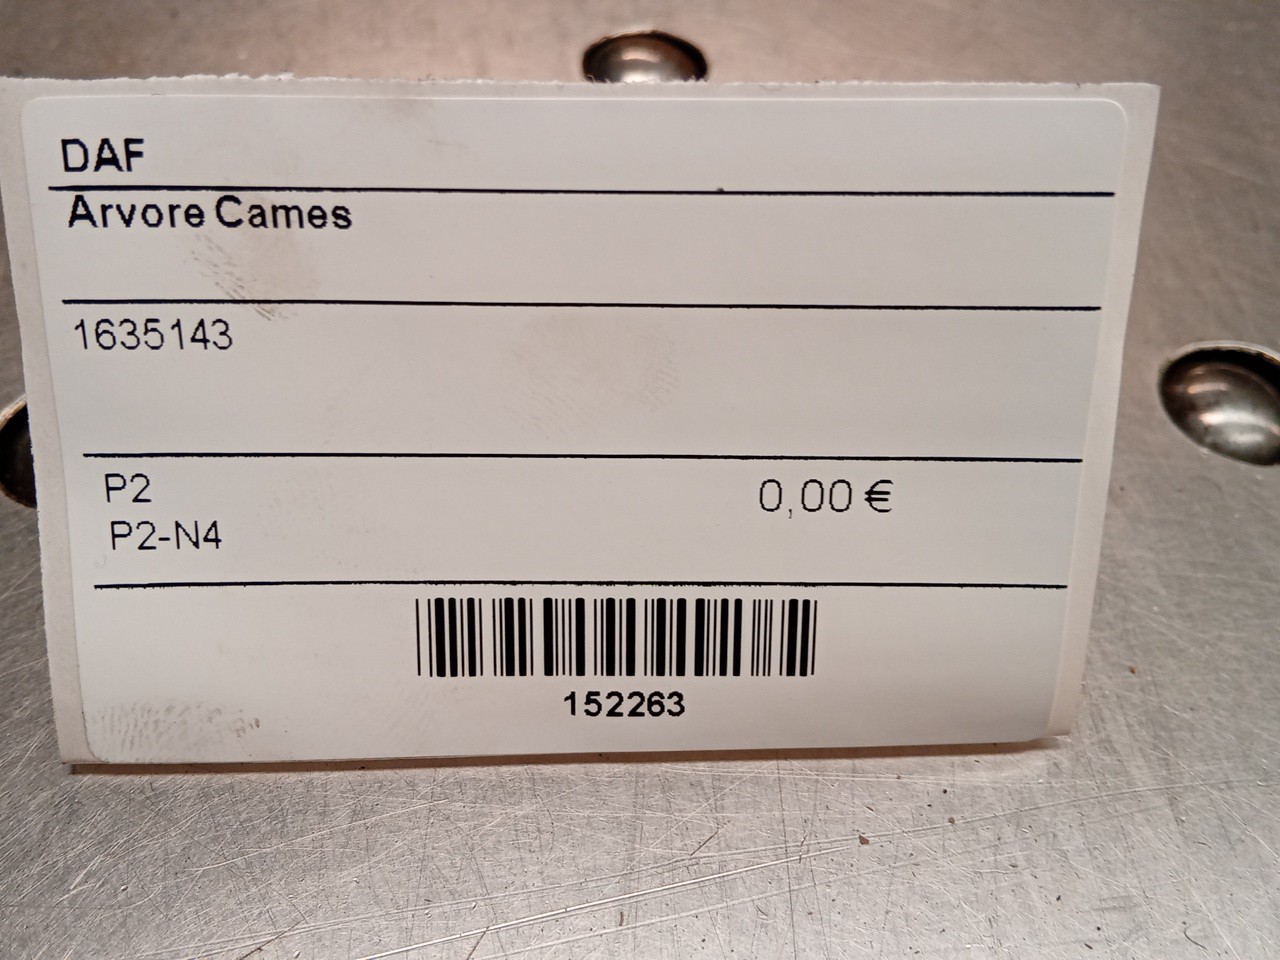 DAF
Arvore Cames
1635143
P2
0,00 €
P2-N4
152263